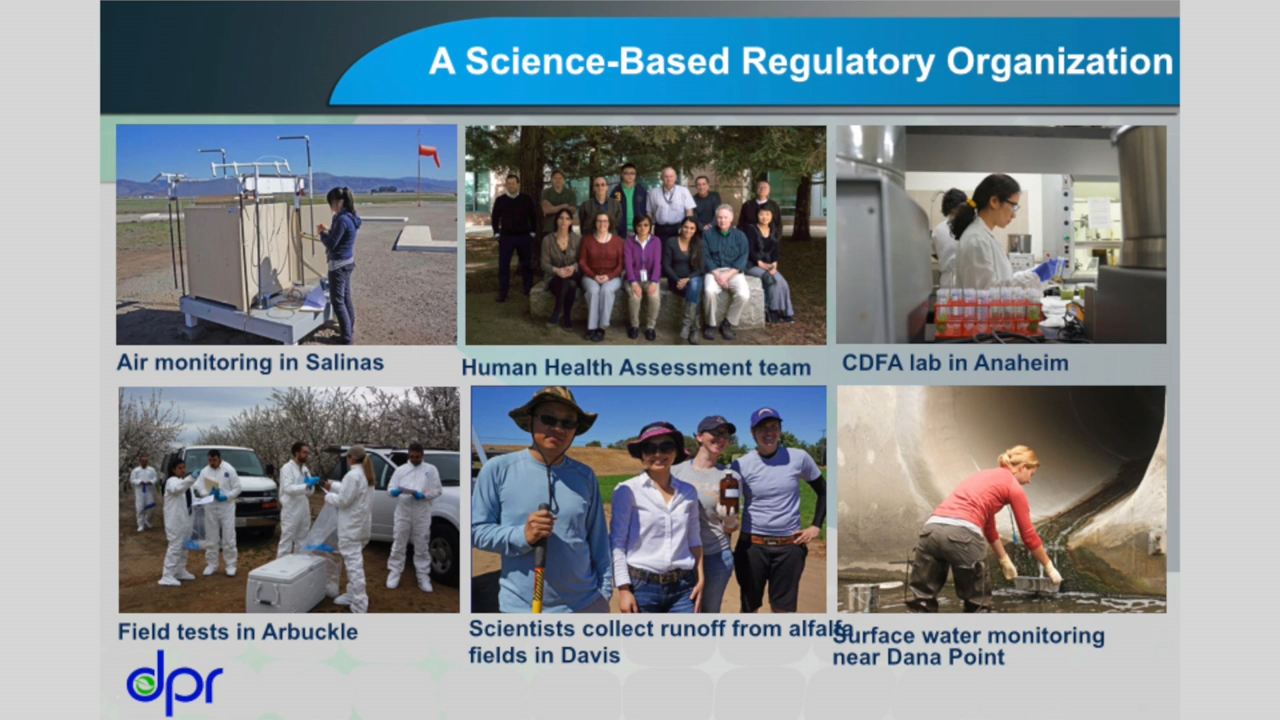 A Science-Based Regulatory Organization
Air monitoring in Salinas
Human Health Assessment team
CDFA lab in Anaheim
Field tests in Arbuckle
Scientists collect runoff from alfalfa
fields in Davis
Surface water monitoring
near Dana Point
dpr